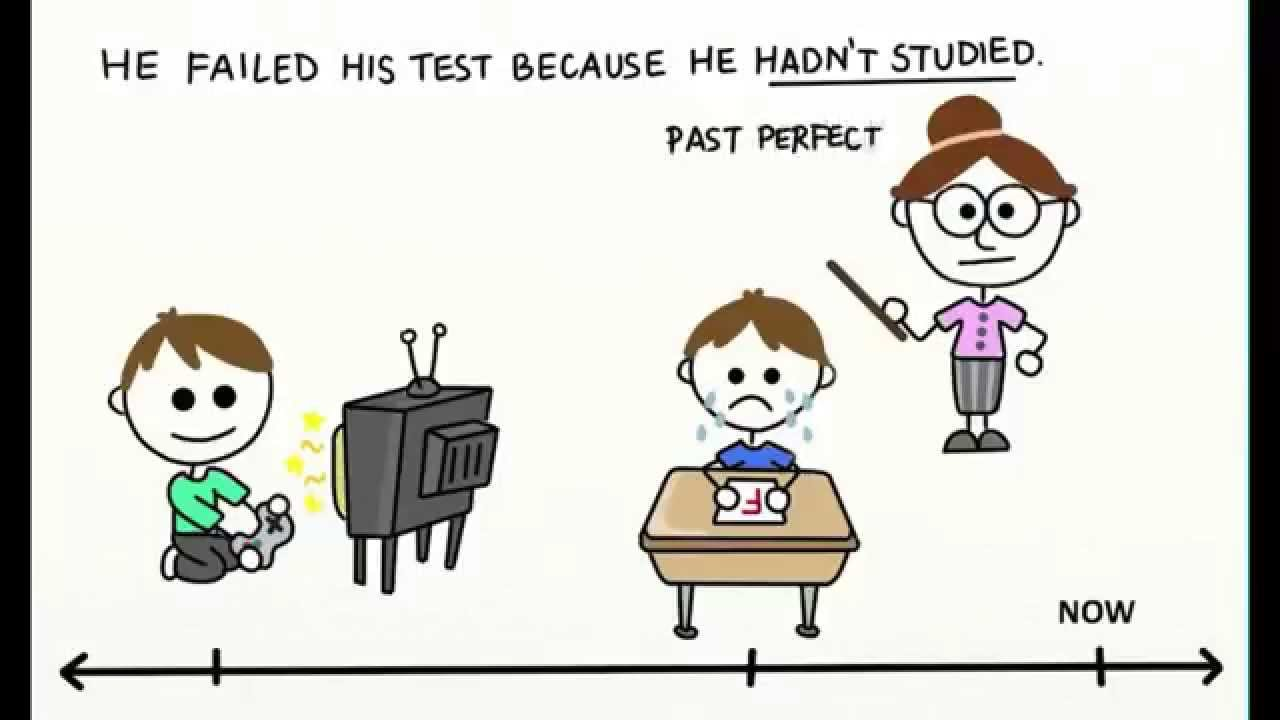 HE FAILED HIS TEST BECAUSE HE HADN'T STUDIED.
PAST PERFECT
F
NOW